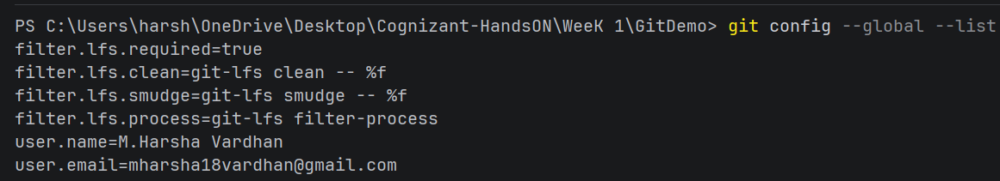 PS C:\Users\harsh\OneDrive\Desktop\Cognizant-HandsON\WeeK 1\GitDemo> git config --global --list
filter.lfs.required=true
filter.lfs.clean=git-lfs clean -- %f
filter.lfs.smudge=git-lfs smudge -- %f
filter.lfs.process=git-lfs filter-process
user.name=M.Harsha Vardhan
user.email=mharsha18vardhan@gmail.com